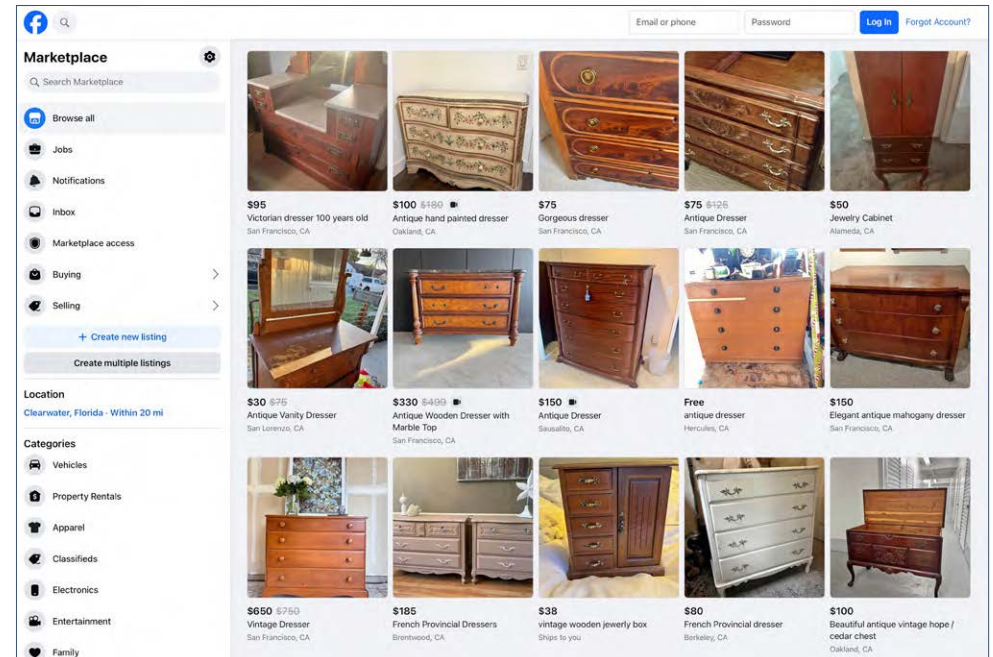 Email or phone
Password
Log In
Forgot Account?
Marketplace
Search Marketplace
Browse all
Jobs
Notifications
Inbox
Marketplace access
Buying
Selling
+ Create new listing
Create multiple listings
Location
Clearwater, Florida · Within 20 mi
Categories
Vehicles
Property Rentals
Apparel
Classifieds
Electronics
Entertainment
Family
$95
Victorian dresser 100 years old
San Francisco, CA
$100 $180
Antique hand painted dresser
Oakland, CA
$75
Gorgeous dresser
San Francisco, CA
$75 $125
Antique Dresser
San Francisco, CA
$50
Jewelry Cabinet
Alameda, CA
$30 $75
Antique Vanity Dresser
San Lorenzo, CA
$330 $499
Antique Wooden Dresser with
Marble Top
San Francisco, CA
$150
Antique Dresser
Sausalito, CA
Free
antique dresser
Hercules, CA
$150
Elegant antique mahogany dresser
San Francisco, CA
$650 $750
Vintage Dresser
San Francisco, CA
$185
French Provincial Dressers
Brentwood, CA
$38
vintage wooden jewerly box
Ships to you
$80
French Provincial dresser
Berkeley, CA
$100
Beautiful antique vintage hope /
cedar chest
Oakland, CA